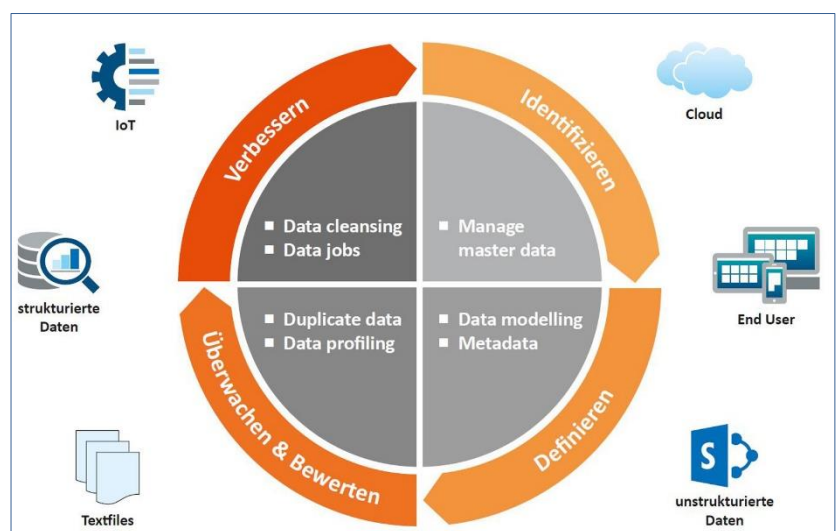 IoT
Cloud
Verbessern
Identifizieren
■ Data cleansing
■ Data jobs
■ Manage
master data
strukturierte
Daten
End User
■ Duplicate data
■ Data profiling
■ Data modelling
■ Metadata
Überwachen & Bewerten
Definieren
Textfiles
S
unstrukturierte
Daten